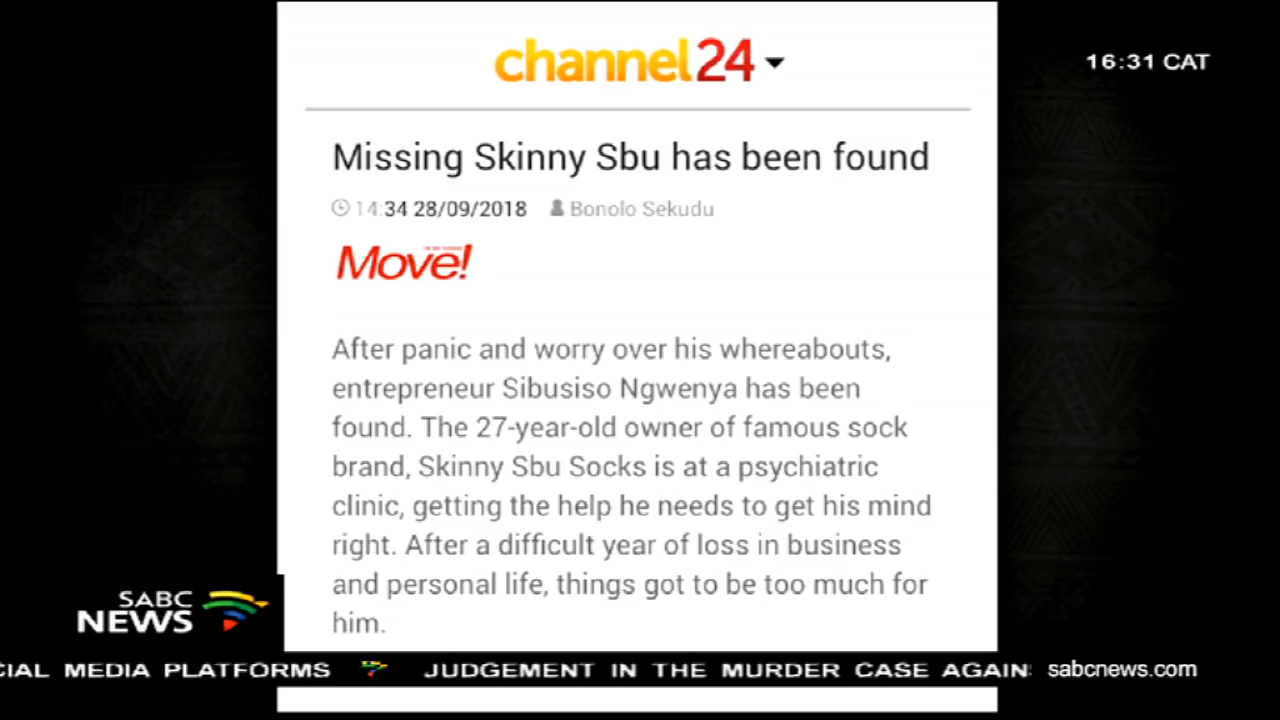 channel24
16:31 CAT
Missing Skinny Sbu has been found
14:34 28/09/2018 Bonolo Sekudu
Move!
After panic and worry over his whereabouts,
entrepreneur Sibusiso Ngwenya has been
found. The 27-year-old owner of famous sock
brand, Skinny Sbu Socks is at a psychiatric
clinic, getting the help he needs to get his mind
right. After a difficult year of loss in business
and personal life, things got to be too much for
him.
SABC
NEWS
CIAL MEDIA PLATFORMS JUDGEMENT IN THE MURDER CASE AGAIN sabcnews.com